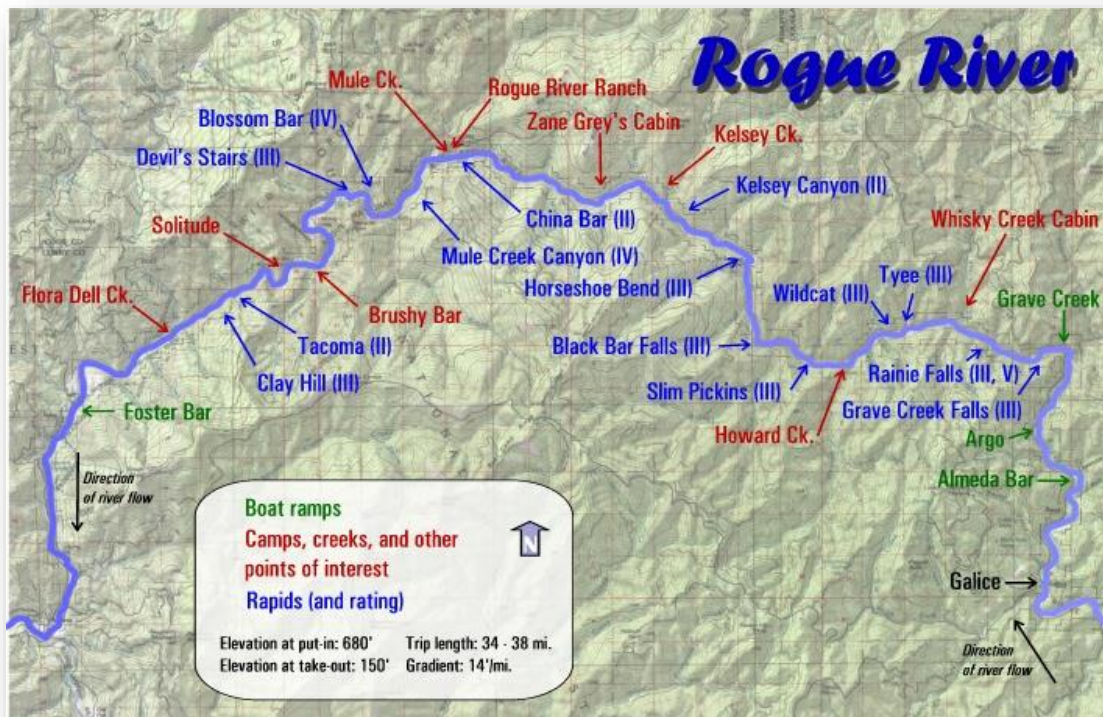 Rogue River
Mule Ck.
Rogue River Ranch
Zane Grey's Cabin
Kelsey Ck.
Blossom Bar (IV)
Devil's Stairs (III)
Kelsey Canyon (II)
China Bar (II)
Whisky Creek Cabin
Solitude
Mule Creek Canyon (IV)
Tyee (III)
Horseshoe Bend (III)
Wildcat (III)
Grave Creek
Flora Dell Ck.
Brushy Bar
Tacoma (II)
Black Bar Falls (III)
Clay Hill (III)
Slim Pickins (III)
Rainie Falls (III, V)
Grave Creek Falls (III)
Foster Bar
Howard Ck.
Argo
Almeda Bar
Direction
of river flow
Galice
Direction
of river flow
Boat ramps
Camps, creeks, and other
points of interest
Rapids (and rating)
N
Elevation at put-in: 680' Trip length: 34 - 38 mi.
Elevation at take-out: 150' Gradient: 14'/mi.